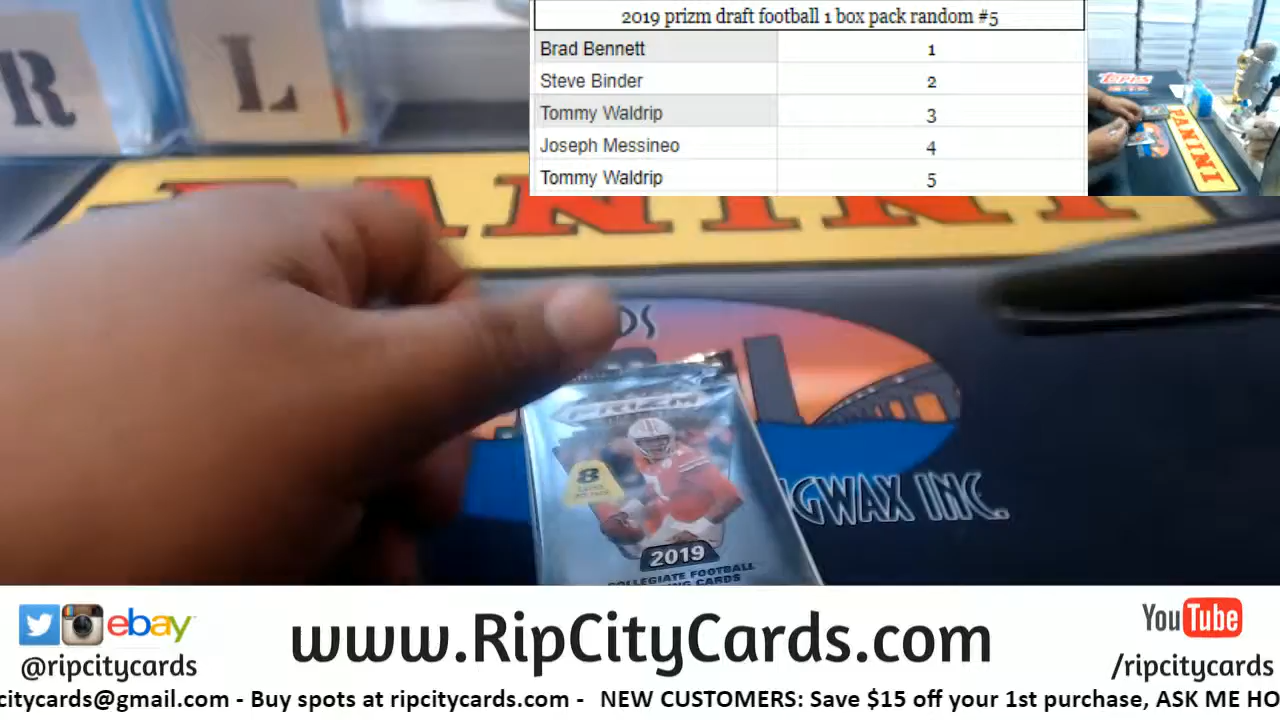 2019 prizm draft football 1 box pack random #5
Brad Bennett 1
Steve Binder 2
Tommy Waldrip 3
Joseph Messineo 4
Tommy Waldrip 5
R L
Topps
PANINI
PANINI
DS
PRIZM
8
2019
COLLEGIATE FOOTBALL
CARDS
GWAX INC.
ebay
@ripcitycards
www.RipCityCards.com
YouTube
/ripcitycards
citycards@gmail.com - Buy spots at ripcitycards.com - NEW CUSTOMERS: Save $15 off your 1st purchase, ASK ME HO